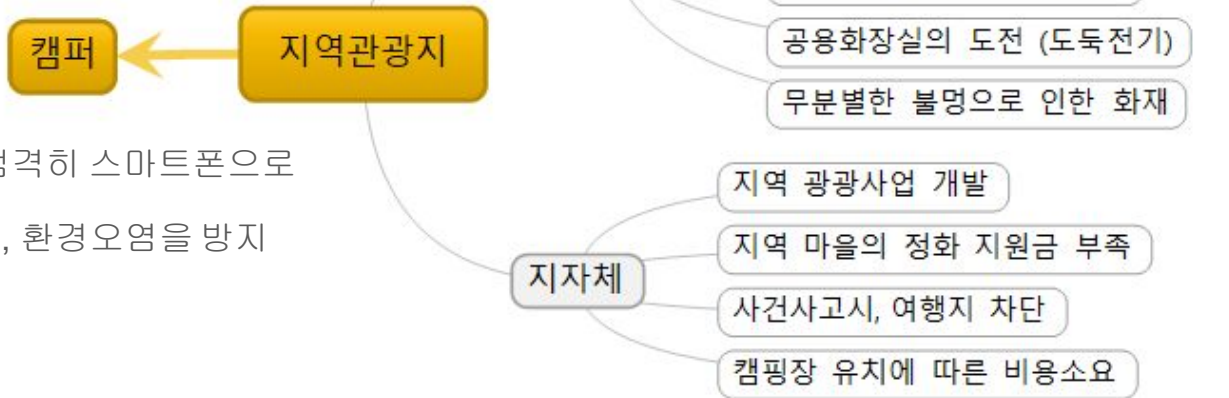 캠퍼
지역관광지
공용화장실의 도전 (도둑전기)
무분별한 불멍으로 인한 화재
스마트폰으로
, 환경오염을 방지
지자체
지역 관광사업 개발
지역 마을의 정화 지원금 부족
사건사고시, 여행지 차단
캠핑장 유치에 따른 비용소요